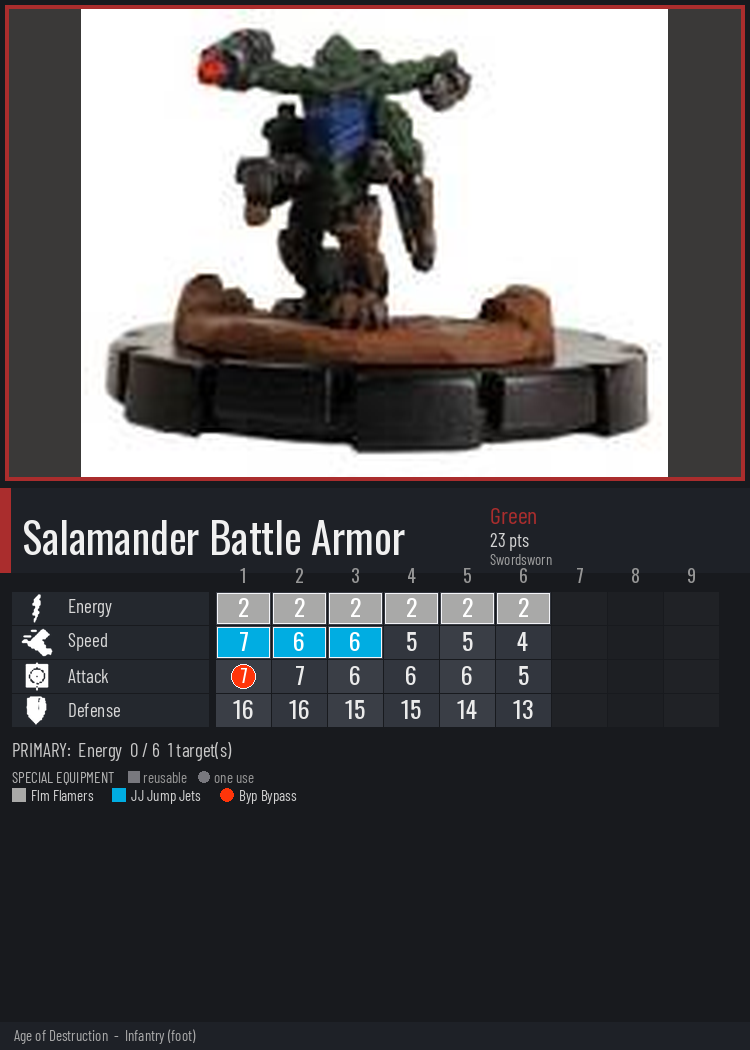 Salamander Battle Armor
Green
23 pts
Swordsworn
1 2 3 4 5 6 7 8 9
Energy 2 2 2 2 2 2
Speed 7 6 6 5 5 4
Attack 7 7 6 6 6 5
Defense 16 16 15 15 14 13
PRIMARY: Energy 0 / 6 1 target(s)
SPECIAL EQUIPMENT reusable one use
Flm Flamers JJ Jump Jets Byp Bypass
Age of Destruction - Infantry (foot)